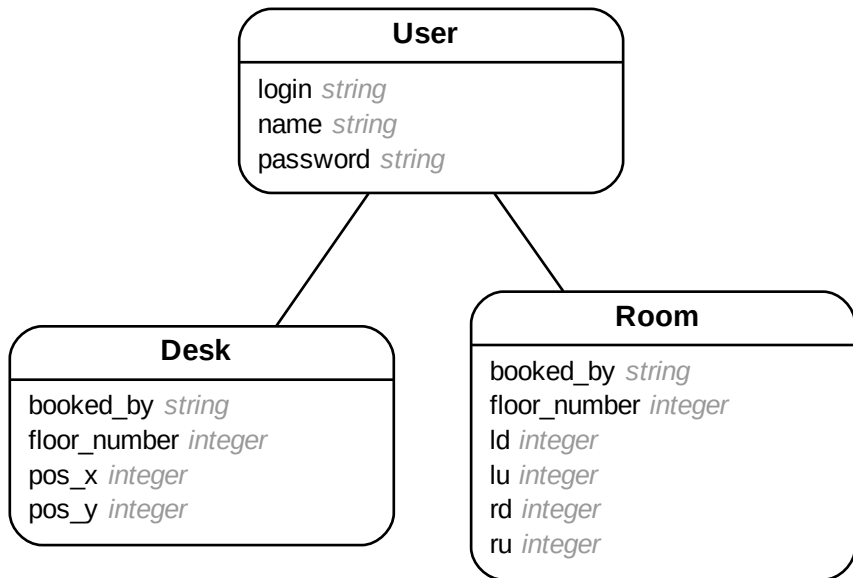 User
login string
name string
password string
Desk
booked_by string
floor_number integer
pos_x integer
pos_y integer
Room
booked_by string
floor_number integer
ld integer
lu integer
rd integer
ru integer